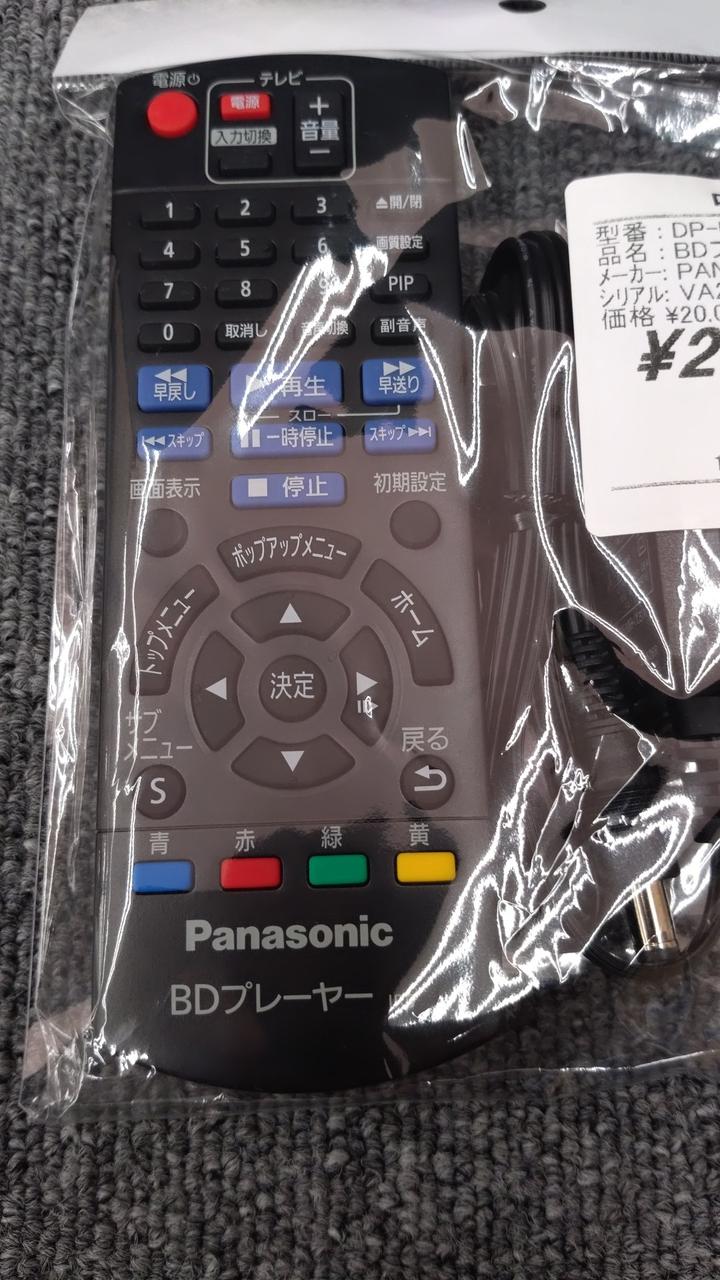 電源
テレビ
電源
入力切換
+
音量
-
1 2 3 ▲開/閉
4 5 6 画質設定
7 8 9 PIP
0 取消し 音声切換 副音声
早戻し 再生 早送り
スロー
スキップ 一時停止 スキップ
停止
画面表示 初期設定
ポップアップメニュー
トップメニュー
ホーム
決定
サブ
メニュー
S
戻る
青 赤 緑 黄
Panasonic
BDプレーヤー
型番:DP-
品名:BD
メーカー:PAN
シリアル:VA
価格 ¥20.0
¥2